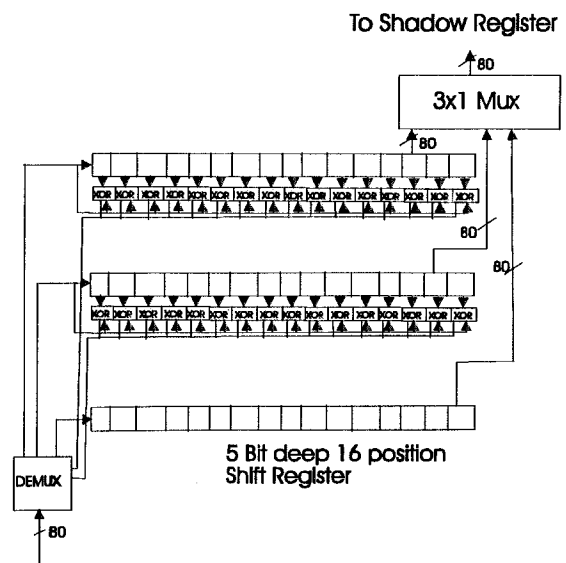 To Shadow Register
80
3x1 Mux
80
XOR XOR XOR XOR XOR XOR XOR XOR XOR XOR XOR XOR XOR XOR XOR XOR
80
80
XOR XOR XOR XOR XOR XOR XOR XOR XOR XOR XOR XOR XOR XOR XOR XOR
5 Bit deep 16 position
Shift Register
DEMUX
80